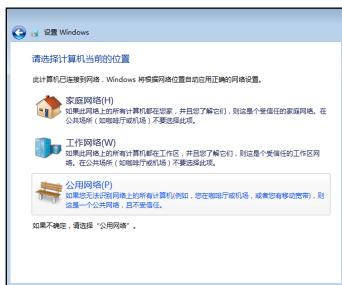 设置 Windows
请选择计算机当前的位置
此计算机已连接到网络，Windows 将根据网络位置自动应用正确的网络设置。
家庭网络(H)
如果此网络上的所有计算机都在您家，并且您了解它们，则这是个受信任的家庭网络。在
公共场所（如咖啡厅或机场）不要选择此项。
工作网络(W)
如果此网络上的所有计算机都在工作区，并且您了解它们，则这是个受信任的工作区网
络。在公共场所（如咖啡厅或机场）不要选择此项。
公用网络(P)
如果您无法识别网络上的所有计算机(例如，您在咖啡厅或机场，或者您有移动宽带)，则
这是一个公共网络，且不受信任。
如果不确定，请选择“公用网络”。